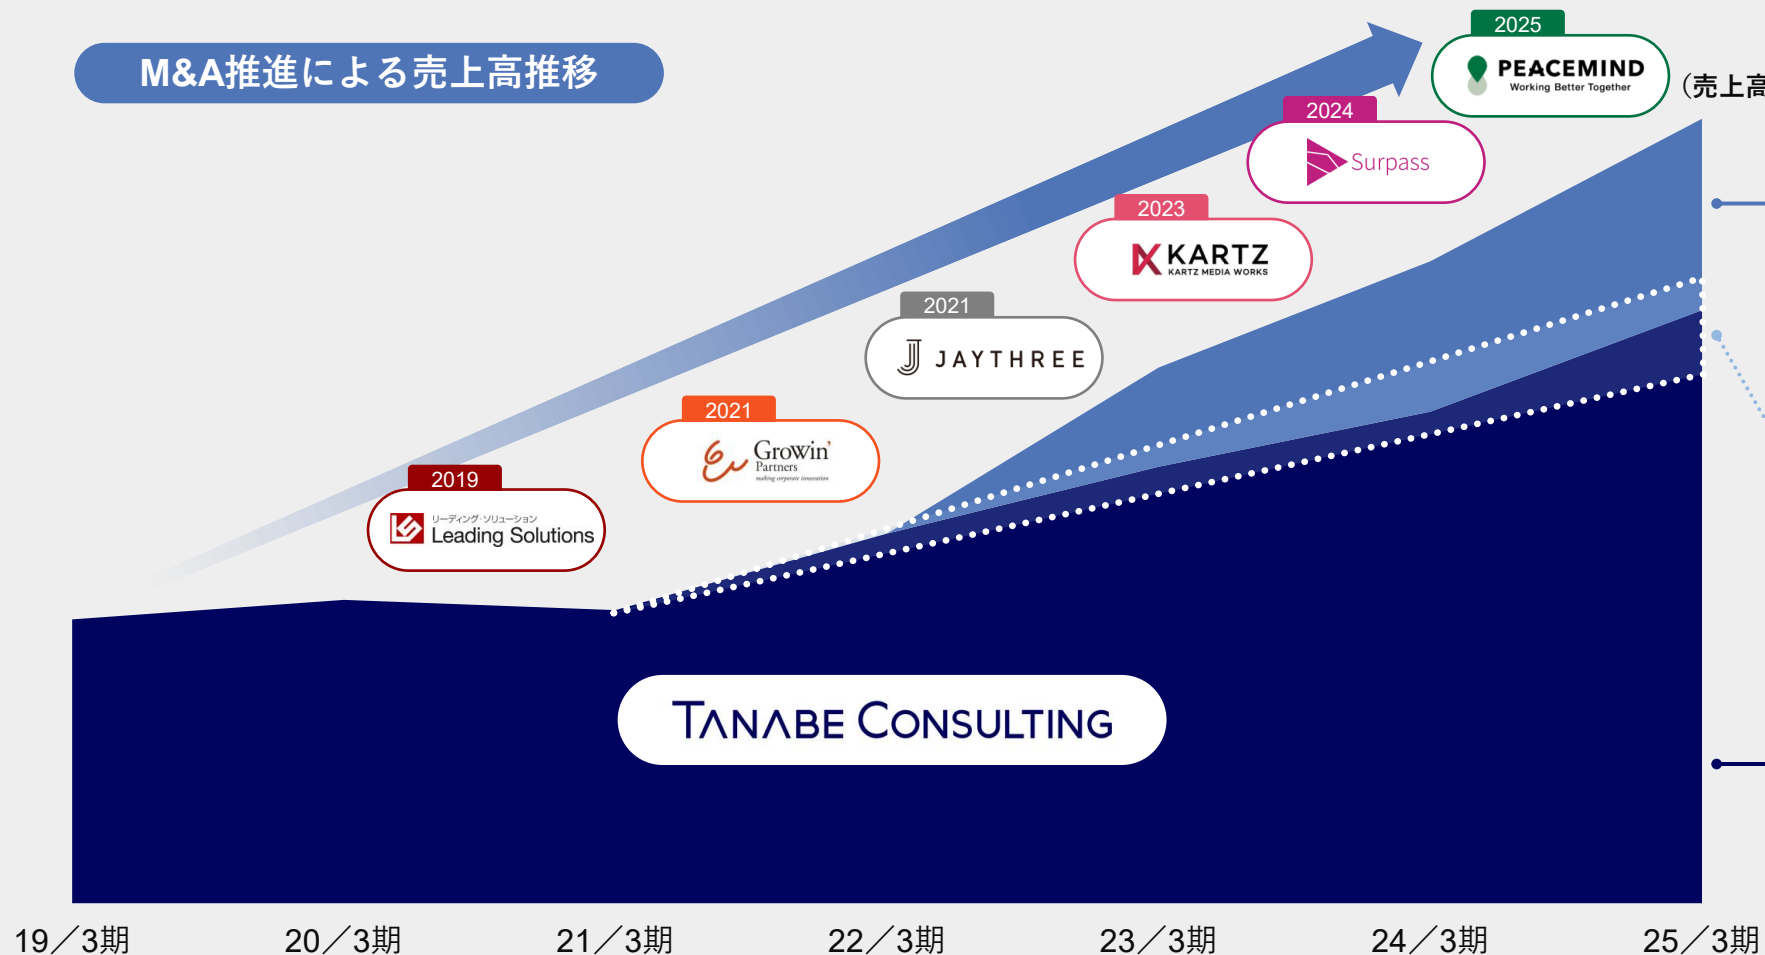 M&A推進による売上高推移
2025
PEACEMIND
Working Better Together
（売上高
2024
Surpass
2023
KARTZ
KARTZ MEDIA WORKS
2021
JAYTHREE
2021
Growin'
Partners
making corporate innovation
2019
リーディング・ソリューション
Leading Solutions
TANABE CONSULTING
19／3期
20／3期
21／3期
22／3期
23／3期
24／3期
25／3期